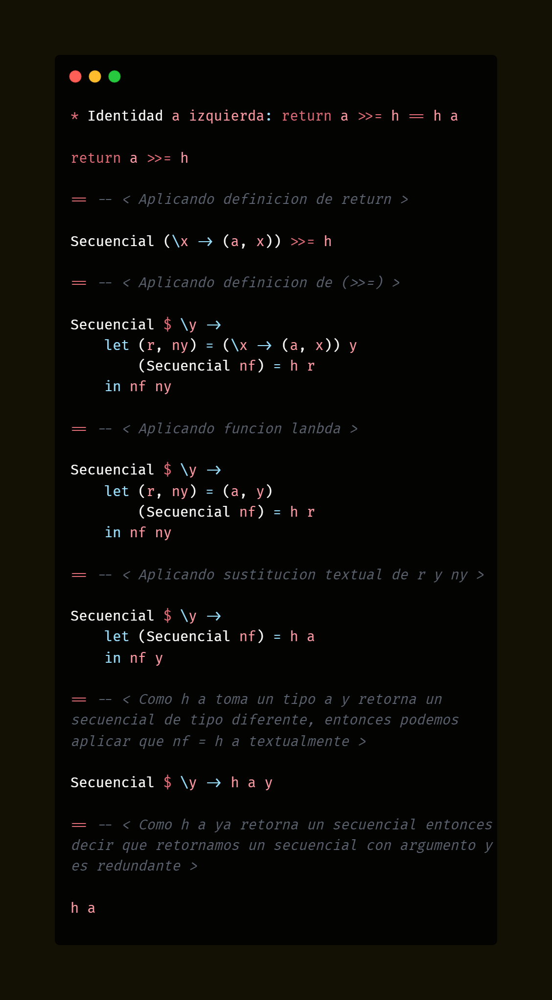 * Identidad a izquierda: return a >>= h == h a
return a >>= h
== -- < Aplicando definicion de return >
Secuencial (\x -> (a, x)) >>= h
== -- < Aplicando definicion de (>>=) >
Secuencial $ \y ->
let (r, ny) = (\x -> (a, x)) y
(Secuencial nf) = h r
in nf ny
== -- < Aplicando funcion lanbda >
Secuencial $ \y ->
let (r, ny) = (a, y)
(Secuencial nf) = h r
in nf ny
== -- < Aplicando sustitucion textual de r y ny >
Secuencial $ \y ->
let (Secuencial nf) = h a
in nf y
== -- < Como h a toma un tipo a y retorna un
secuencial de tipo diferente, entonces podemos
aplicar que nf = h a textualmente >
Secuencial $ \y -> h a y
== -- < Como h a ya retorna un secuencial entonces
decir que retornamos un secuencial con argumento y
es redundante >
h a